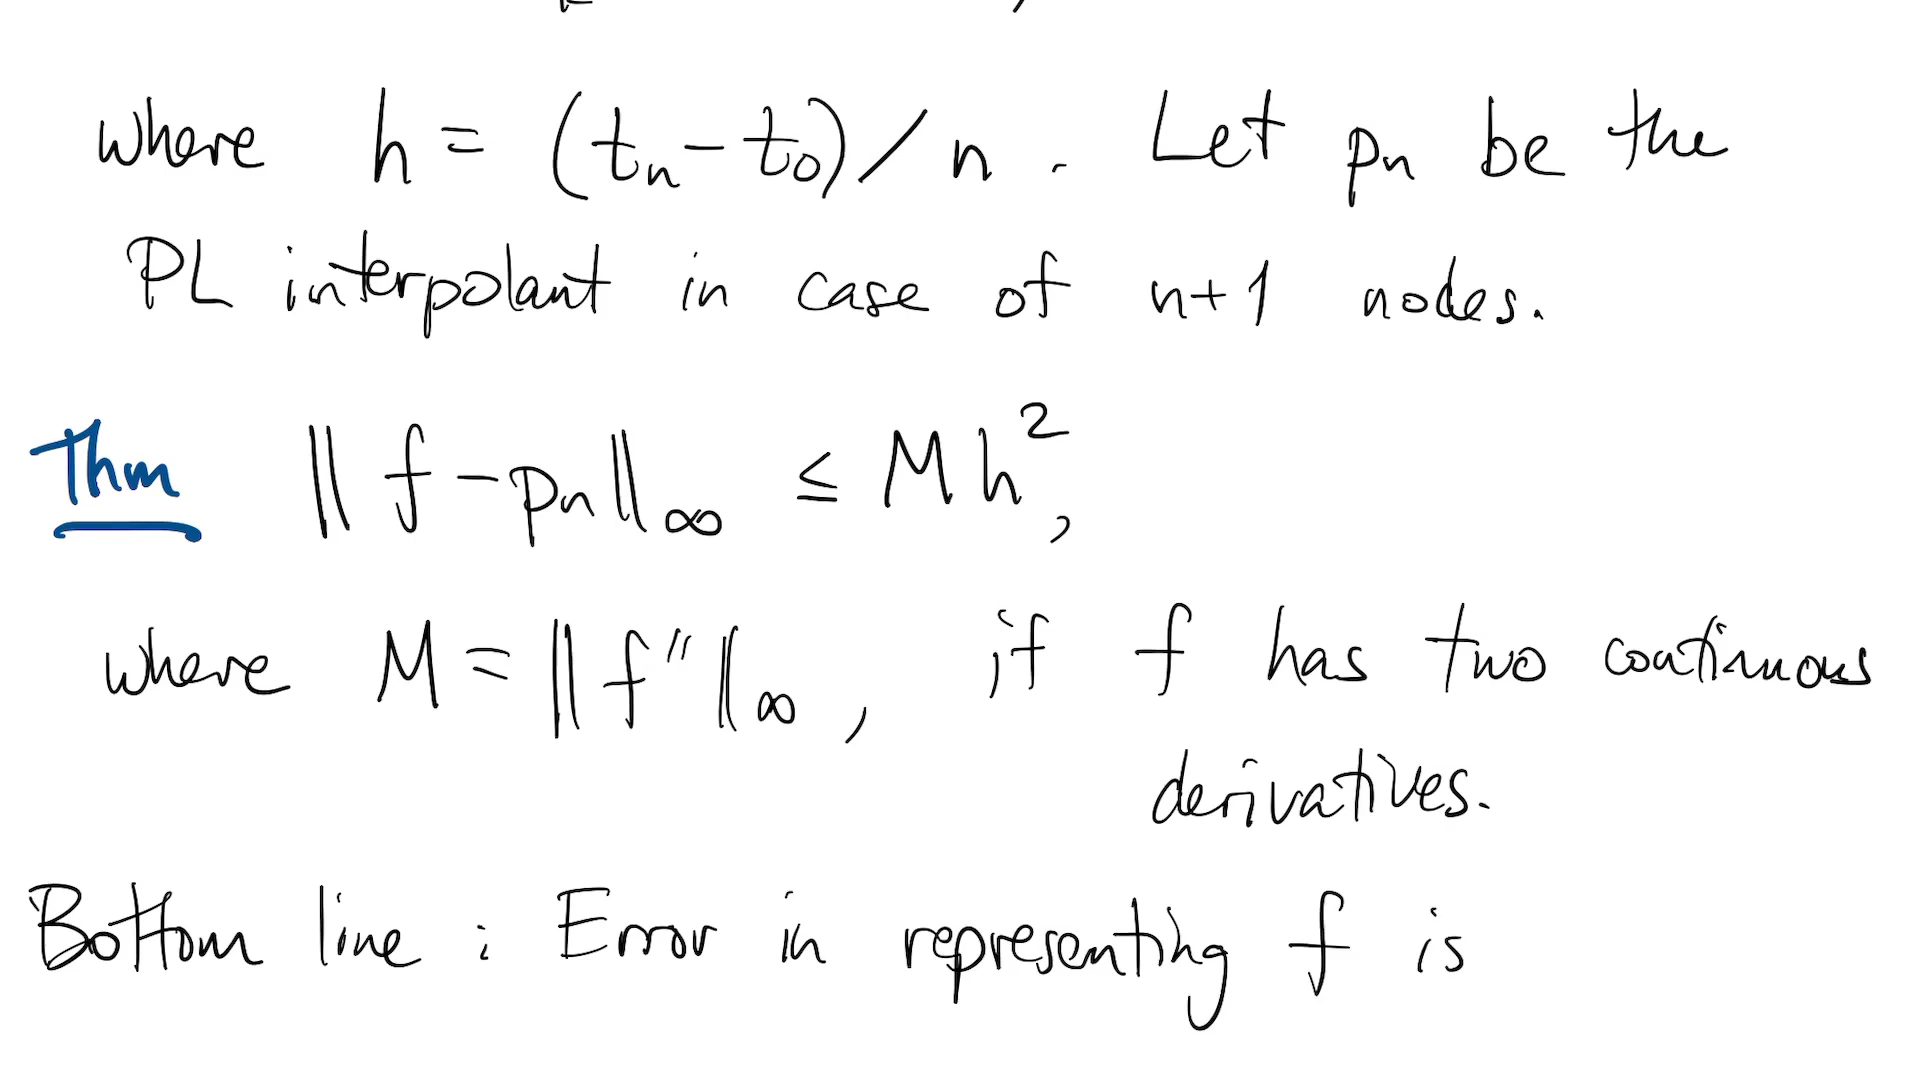 where h = (tₙ - t₀) / n. Let pₙ be the
PL interpolant in case of n+1 nodes.
Thm ‖ f - pₙ ‖∞ ≤ M h²,
where M = ‖ f″ ‖∞, if f has two continuous
derivatives.
Bottom line : Error in representing f is